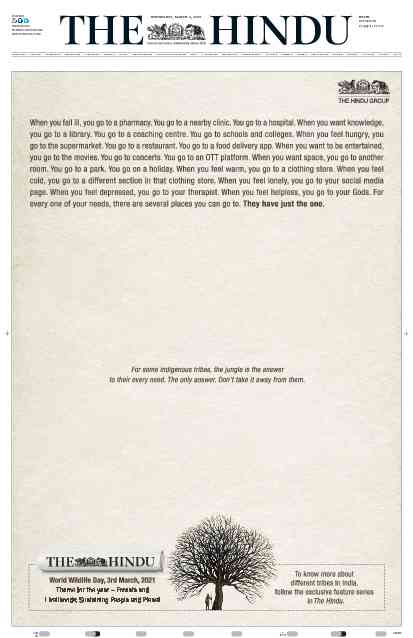 THE HINDU
THE HINDU GROUP
When you fall ill, you go to a pharmacy. You go to a nearby clinic. You go to a hospital. When you want knowledge,
you go to a library. You go to a coaching centre. You go to schools and colleges. When you feel hungry, you
go to the supermarket. You go to a restaurant. You go to a food delivery app. When you want to be entertained,
you go to the movies. You go to concerts. You go to an OTT platform. When you want space, you go to another
room. You go to a park. You go on a holiday. When you feel warm, you go to a clothing store. When you feel
cold, you go to a different section in that clothing store. When you feel lonely, you go to your social media
page. When you feel depressed, you go to your therapist. When you feel helpless, you go to your Gods. For
every one of your needs, there are several places you can go to. They have just the one.
For some indigenous tribes, the jungle is the answer
to their every need. The only answer. Don't take it away from them.
THE HINDU
World Wildlife Day, 3rd March, 2021
Theme for the year – Forests and
Livelihoods: Sustaining People and Planet
To know more about
different tribes in India,
follow the exclusive feature series
in The Hindu.